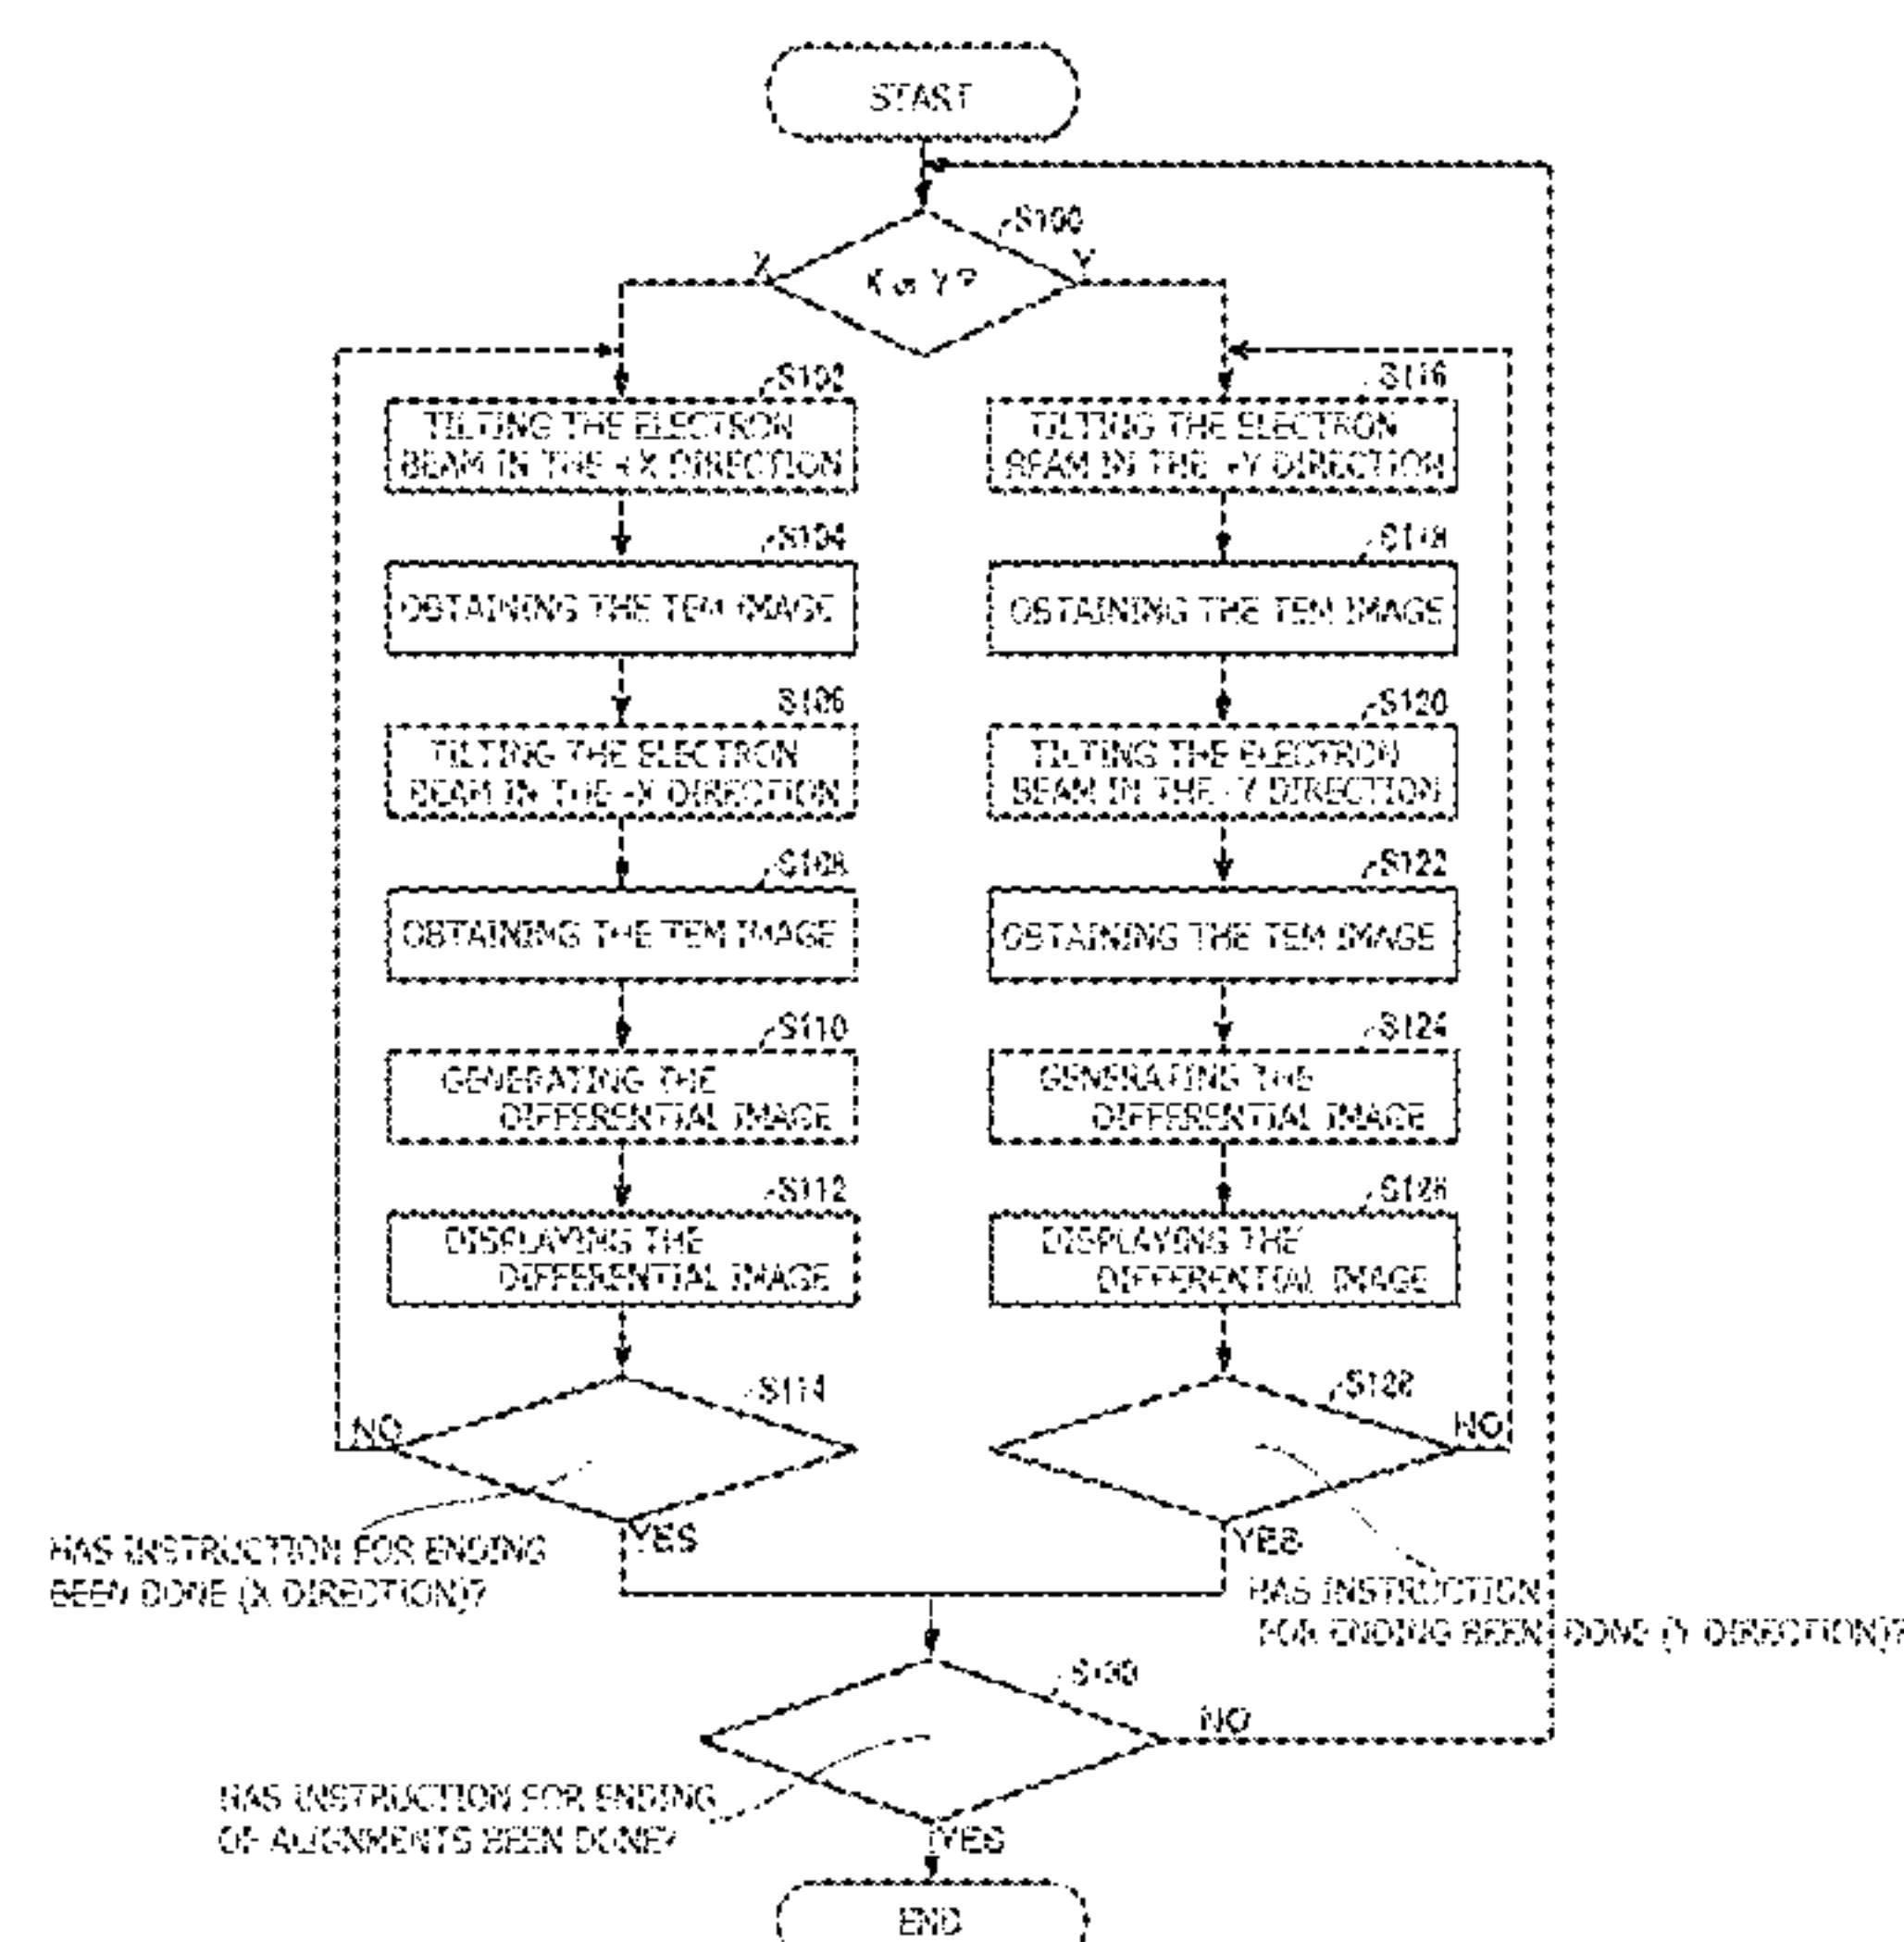 START
S100
X or Y ?
X
Y
S102
TILTING THE ELECTRON
BEAM IN THE +X DIRECTION
S104
OBTAINING THE TEM IMAGE
S106
TILTING THE ELECTRON
BEAM IN THE -X DIRECTION
S108
OBTAINING THE TEM IMAGE
S110
GENERATING THE
DIFFERENTIAL IMAGE
S112
DISPLAYING THE
DIFFERENTIAL IMAGE
S114
NO
YES
HAS INSTRUCTION FOR ENDING
BEEN DONE (X DIRECTION)?
S116
TILTING THE ELECTRON
BEAM IN THE +Y DIRECTION
S118
OBTAINING THE TEM IMAGE
S120
TILTING THE ELECTRON
BEAM IN THE -Y DIRECTION
S122
OBTAINING THE TEM IMAGE
S124
GENERATING THE
DIFFERENTIAL IMAGE
S126
DISPLAYING THE
DIFFERENTIAL IMAGE
S128
NO
YES
HAS INSTRUCTION
FOR ENDING BEEN DONE (Y DIRECTION)?
S130
NO
HAS INSTRUCTION FOR ENDING
OF ALIGNMENTS BEEN DONE?
YES
END